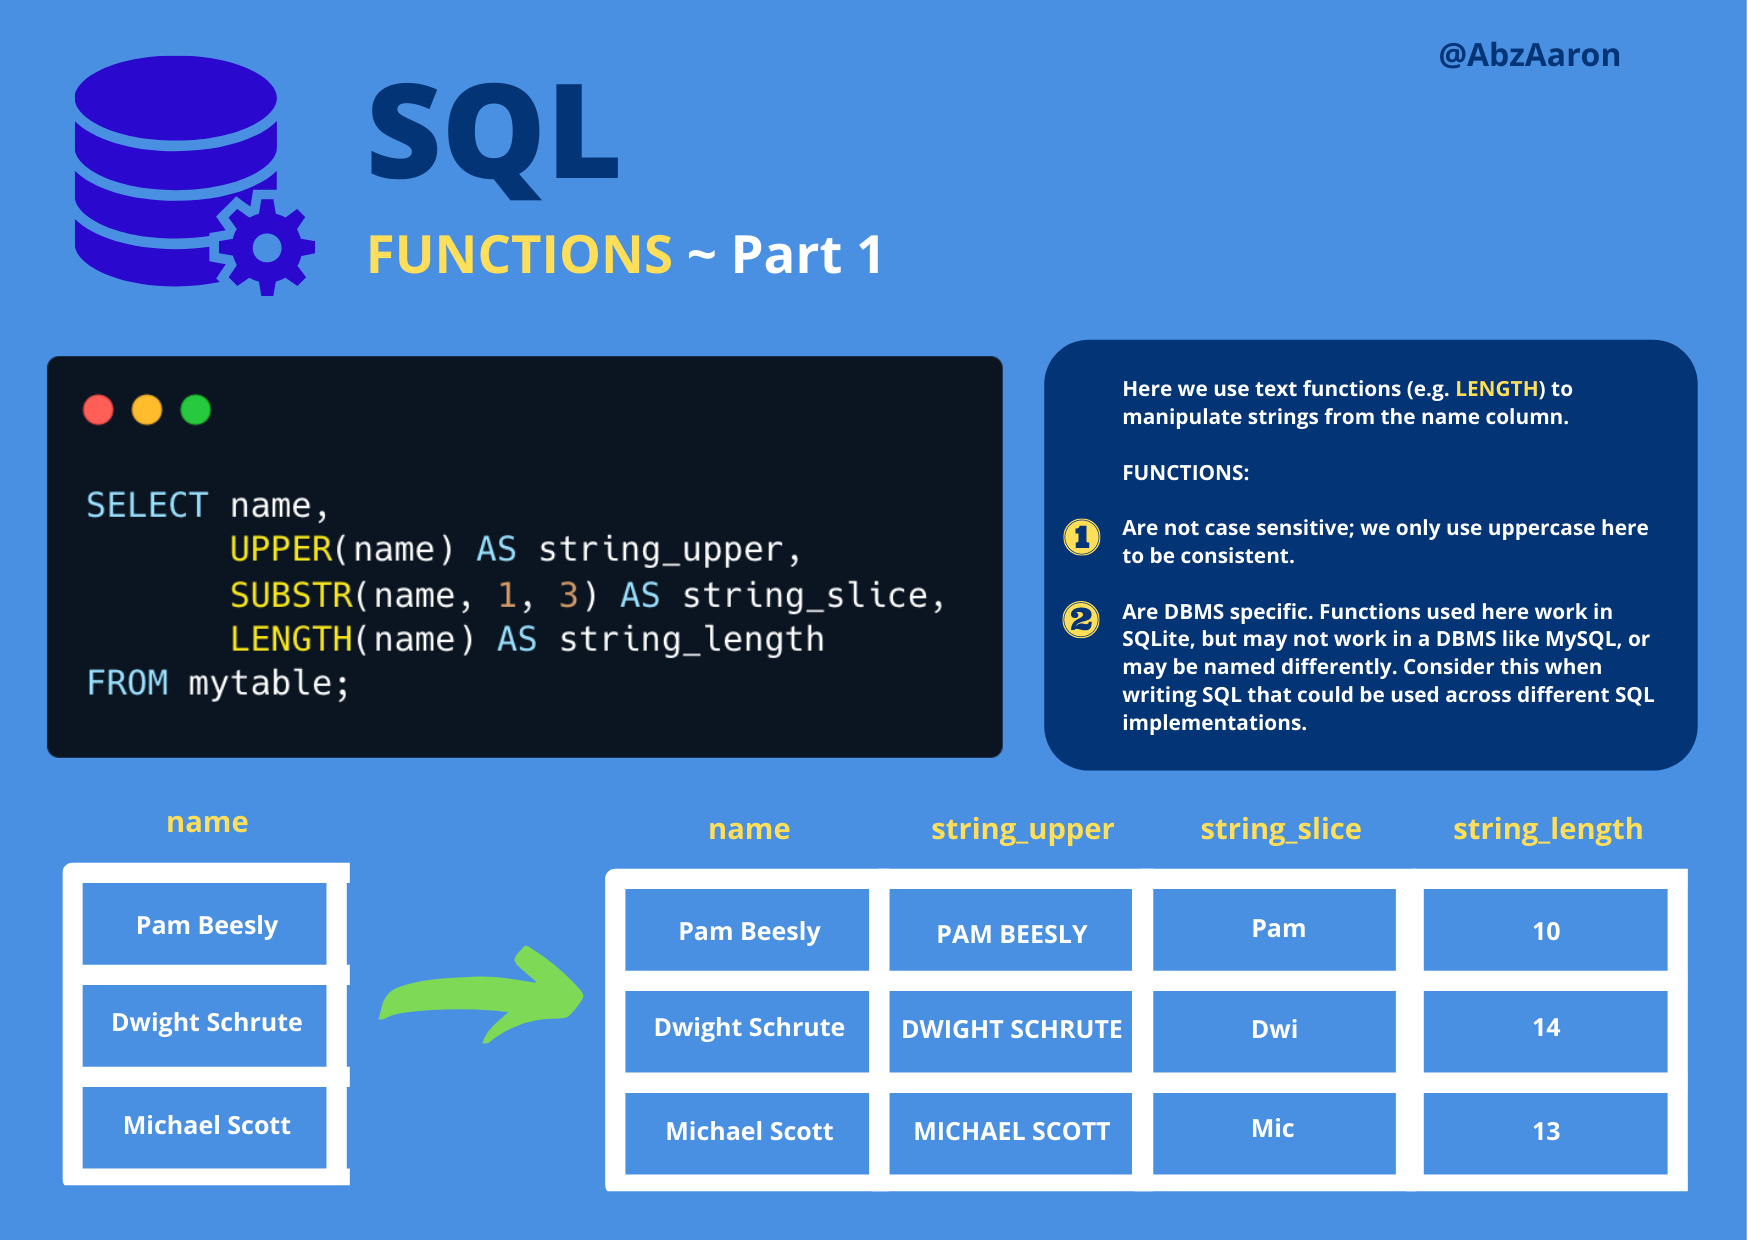 @AbzAaron
SQL
FUNCTIONS ~ Part 1
SELECT name,
UPPER(name) AS string_upper,
SUBSTR(name, 1, 3) AS string_slice,
LENGTH(name) AS string_length
FROM mytable;
Here we use text functions (e.g. LENGTH) to
manipulate strings from the name column.
FUNCTIONS:
1 Are not case sensitive; we only use uppercase here
to be consistent.
2 Are DBMS specific. Functions used here work in
SQLite, but may not work in a DBMS like MySQL, or
may be named differently. Consider this when
writing SQL that could be used across different SQL
implementations.
name
Pam Beesly
Dwight Schrute
Michael Scott
name string_upper string_slice string_length
Pam Beesly PAM BEESLY Pam 10
Dwight Schrute DWIGHT SCHRUTE Dwi 14
Michael Scott MICHAEL SCOTT Mic 13